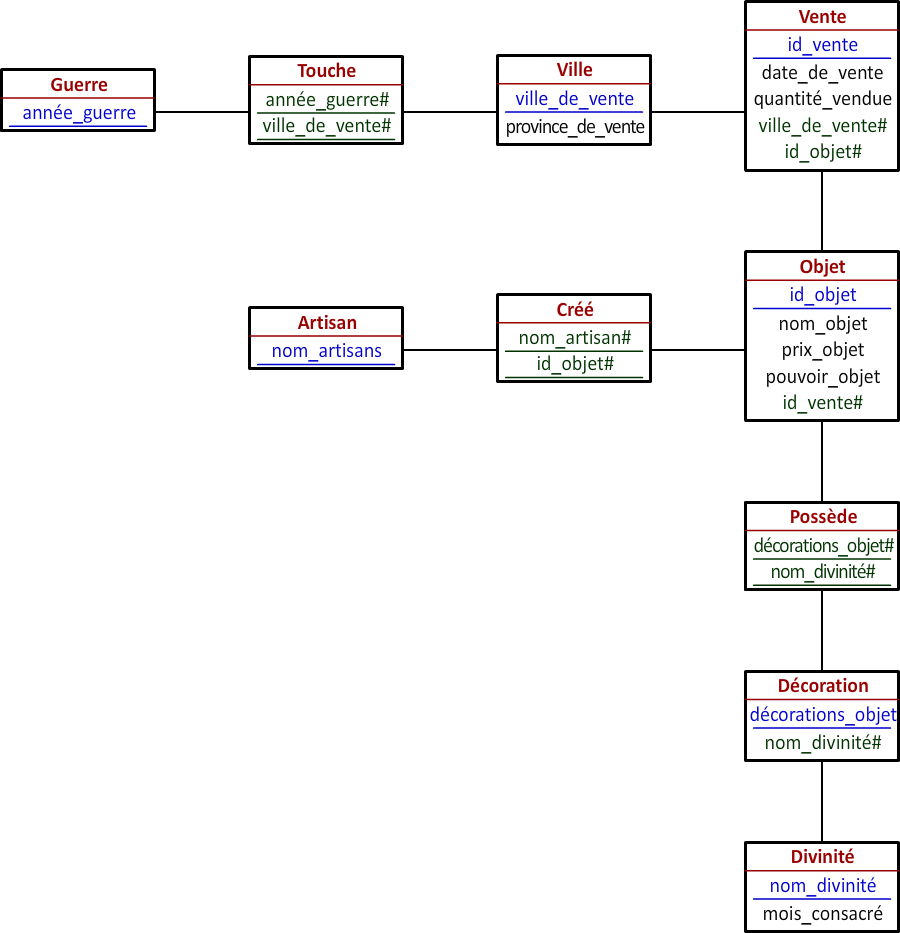 Vente
id_vente
date_de_vente
quantité_vendue
ville_de_vente#
id_objet#
Ville
ville_de_vente
province_de_vente
Touche
année_guerre#
ville_de_vente#
Guerre
année_guerre
Objet
id_objet
nom_objet
prix_objet
pouvoir_objet
id_vente#
Créé
nom_artisan#
id_objet#
Artisan
nom_artisans
Possède
décorations_objet#
nom_divinité#
Décoration
décorations_objet
nom_divinité#
Divinité
nom_divinité
mois_consacré